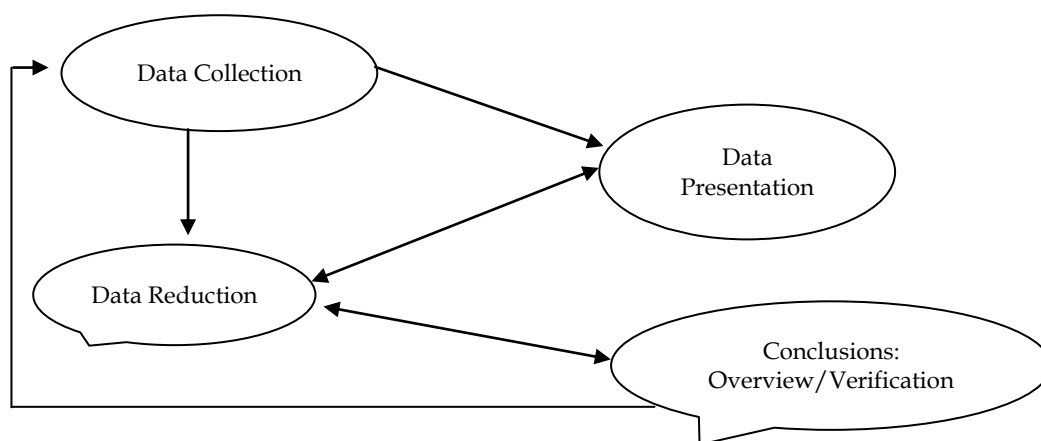 Data Collection
Data
Presentation
Data Reduction
Conclusions:
Overview/Verification